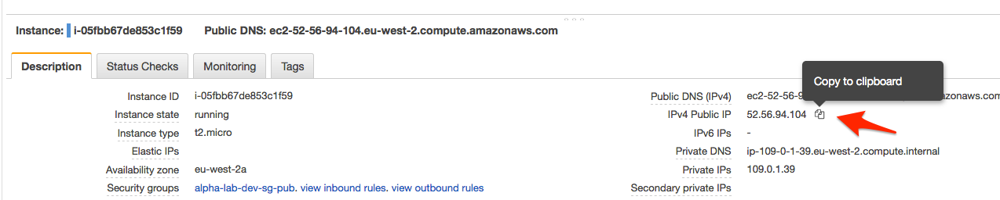 Instance: i-05fbb67de853c1f59 Public DNS: ec2-52-56-94-104.eu-west-2.compute.amazonaws.com
Description Status Checks Monitoring Tags
Copy to clipboard
Instance ID i-05fbb67de853c1f59 Public DNS (IPv4) ec2-52-56-9 azonaws.com
Instance state running IPv4 Public IP 52.56.94.104
Instance type t2.micro IPv6 IPs -
Elastic IPs Private DNS ip-109-0-1-39.eu-west-2.compute.internal
Availability zone eu-west-2a Private IPs 109.0.1.39
Security groups alpha-lab-dev-sg-pub. view inbound rules. view outbound rules Secondary private IPs